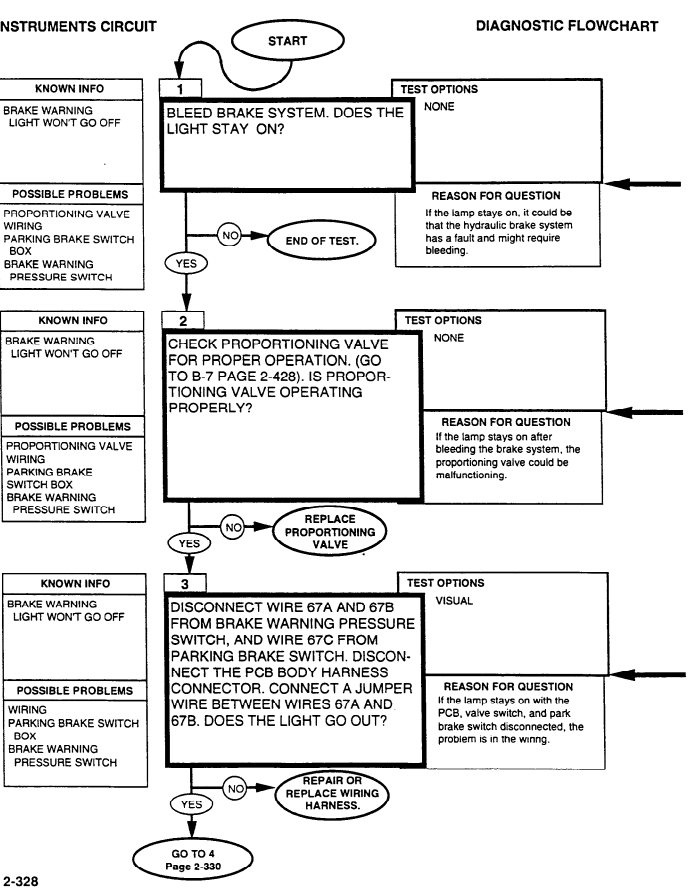 NSTRUMENTS CIRCUIT
DIAGNOSTIC FLOWCHART
START
KNOWN INFO
BRAKE WARNING
LIGHT WON'T GO OFF
POSSIBLE PROBLEMS
PROPORTIONING VALVE
WIRING
PARKING BRAKE SWITCH
BOX
BRAKE WARNING
PRESSURE SWITCH
1
BLEED BRAKE SYSTEM. DOES THE
LIGHT STAY ON?
TEST OPTIONS
NONE
REASON FOR QUESTION
If the lamp stays on, it could be
that the hydraulic brake system
has a fault and might require
bleeding.
NO
END OF TEST.
YES
KNOWN INFO
BRAKE WARNING
LIGHT WON'T GO OFF
POSSIBLE PROBLEMS
PROPORTIONING VALVE
WIRING
PARKING BRAKE
SWITCH BOX
BRAKE WARNING
PRESSURE SWITCH
2
CHECK PROPORTIONING VALVE
FOR PROPER OPERATION. (GO
TO B-7 PAGE 2-428). IS PROPOR-
TIONING VALVE OPERATING
PROPERLY?
TEST OPTIONS
NONE
REASON FOR QUESTION
If the lamp stays on after
bleeding the brake system, the
proportioning valve could be
malfunctioning.
NO
REPLACE
PROPORTIONING
VALVE
YES
KNOWN INFO
BRAKE WARNING
LIGHT WON'T GO OFF
POSSIBLE PROBLEMS
WIRING
PARKING BRAKE SWITCH
BOX
BRAKE WARNING
PRESSURE SWITCH
3
DISCONNECT WIRE 67A AND 67B
FROM BRAKE WARNING PRESSURE
SWITCH, AND WIRE 67C FROM
PARKING BRAKE SWITCH. DISCON-
NECT THE PCB BODY HARNESS
CONNECTOR. CONNECT A JUMPER
WIRE BETWEEN WIRES 67A AND
67B. DOES THE LIGHT GO OUT?
TEST OPTIONS
VISUAL
REASON FOR QUESTION
If the lamp stays on with the
PCB, valve switch, and park
brake switch disconnected, the
problem is in the wiring.
NO
REPAIR OR
REPLACE WIRING
HARNESS.
YES
GO TO 4
Page 2-330
2-328